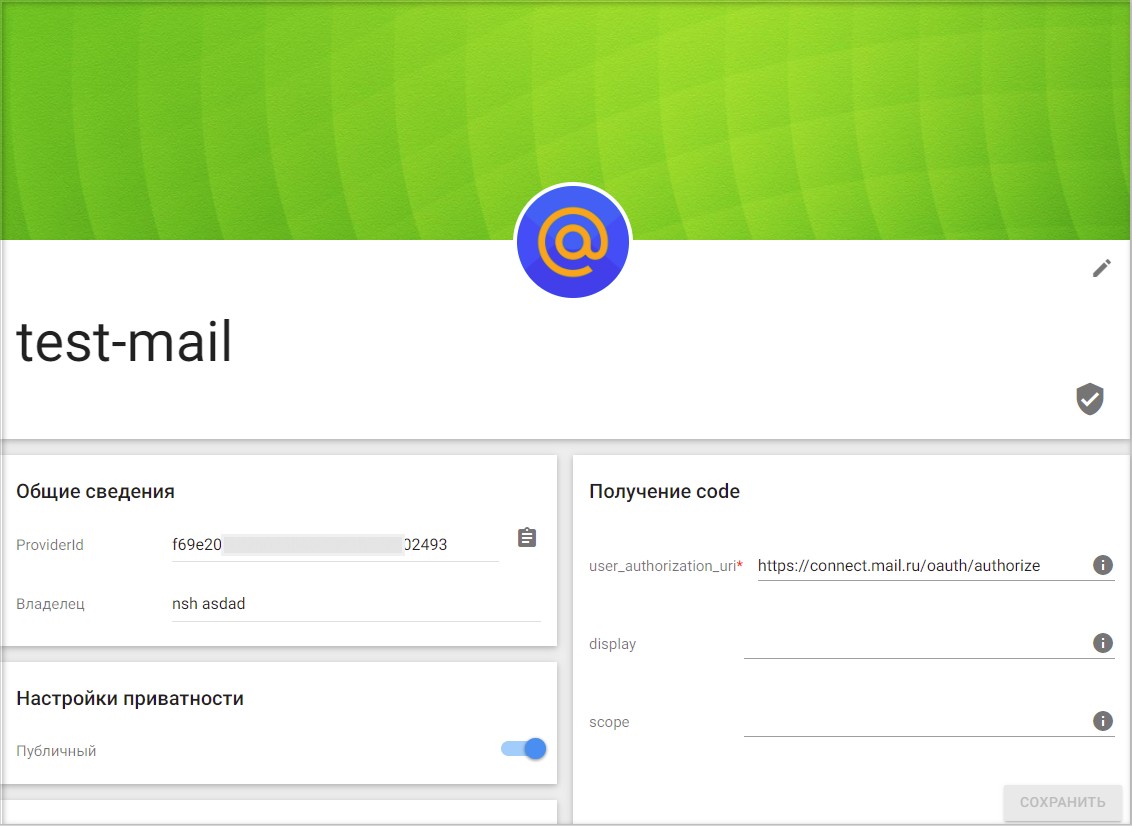 test-mail
Общие сведения
ProviderId f69e20 02493
Владелец nsh asdad
Настройки приватности
Публичный
Получение code
user_authorization_uri* https://connect.mail.ru/oauth/authorize
display
scope
СОХРАНИТЬ